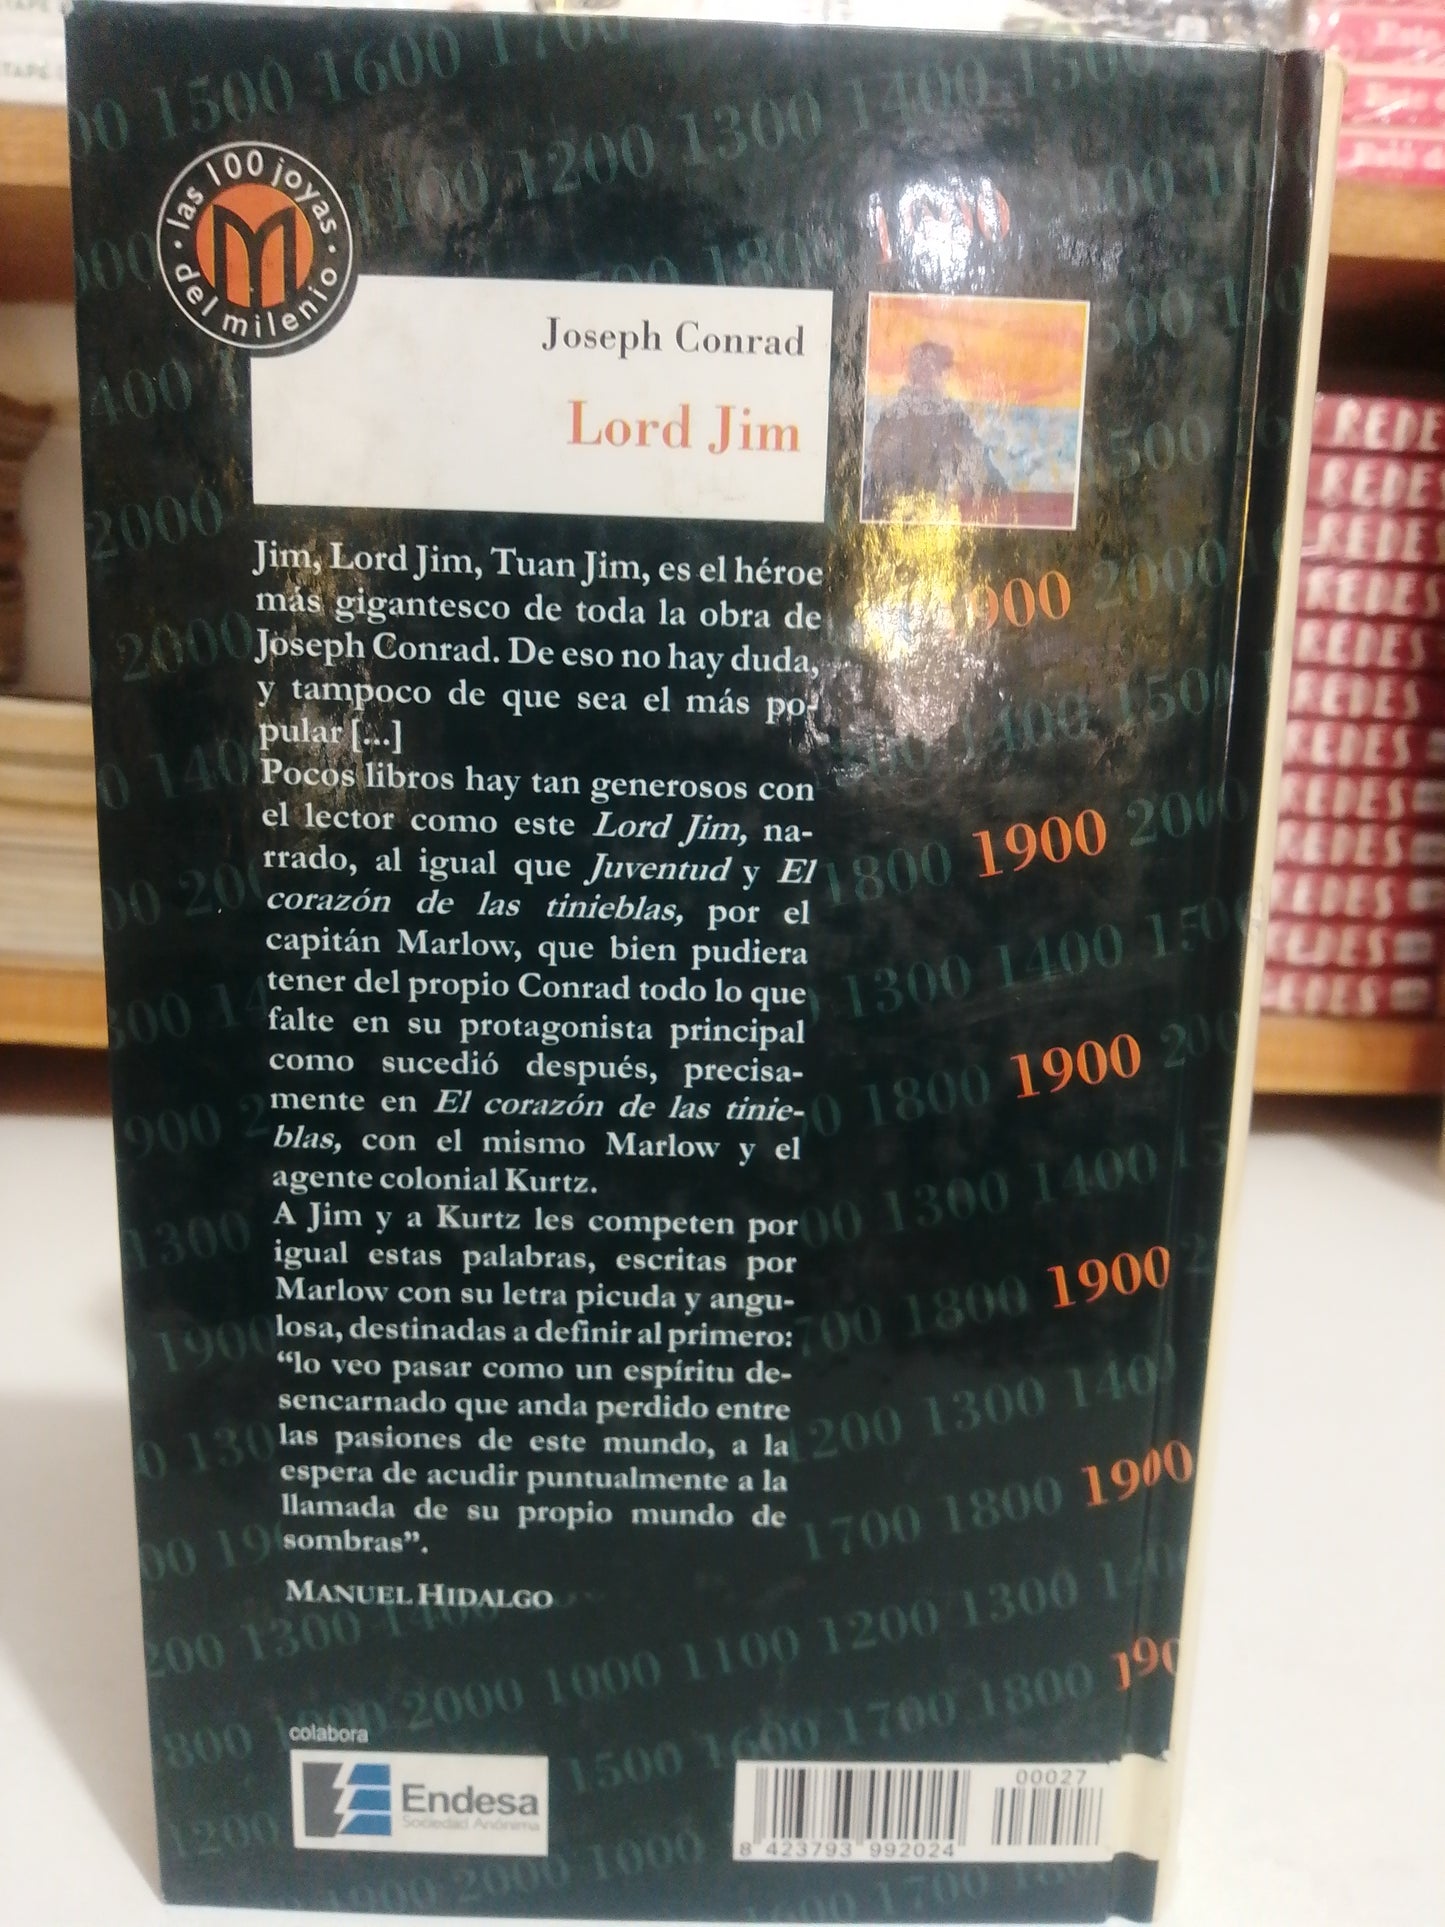 las 100 joyas
del milenio
Joseph Conrad
Lord Jim
Jim, Lord Jim, Tuan Jim, es el héroe
más gigantesco de toda la obra de
Joseph Conrad. De eso no hay duda,
y tampoco de que sea el más po-
pular [...]
Pocos libros hay tan generosos con
el lector como este Lord Jim, na-
rrado, al igual que Juventud y El
corazón de las tinieblas, por el
capitán Marlow, que bien pudiera
tener del propio Conrad todo lo que
falte en su protagonista principal
como sucedió después, precisa-
mente en El corazón de las tinie-
blas, con el mismo Marlow y el
agente colonial Kurtz.
A Jim y a Kurtz les competen por
igual estas palabras, escritas por
Marlow con su letra picuda y angu-
losa, destinadas a definir al primero:
“lo veo pasar como un espíritu de-
sencarnado que anda perdido entre
las pasiones de este mundo, a la
espera de acudir puntualmente a la
llamada de su propio mundo de
sombras”.
MANUEL HIDALGO
1900
1900
1900
1900
1900
colabora
Endesa
Sociedad Anónima
00027
8 423793 992024
REDES
REDES
REDES
REDES
REDES
REDES
REDES
REDES